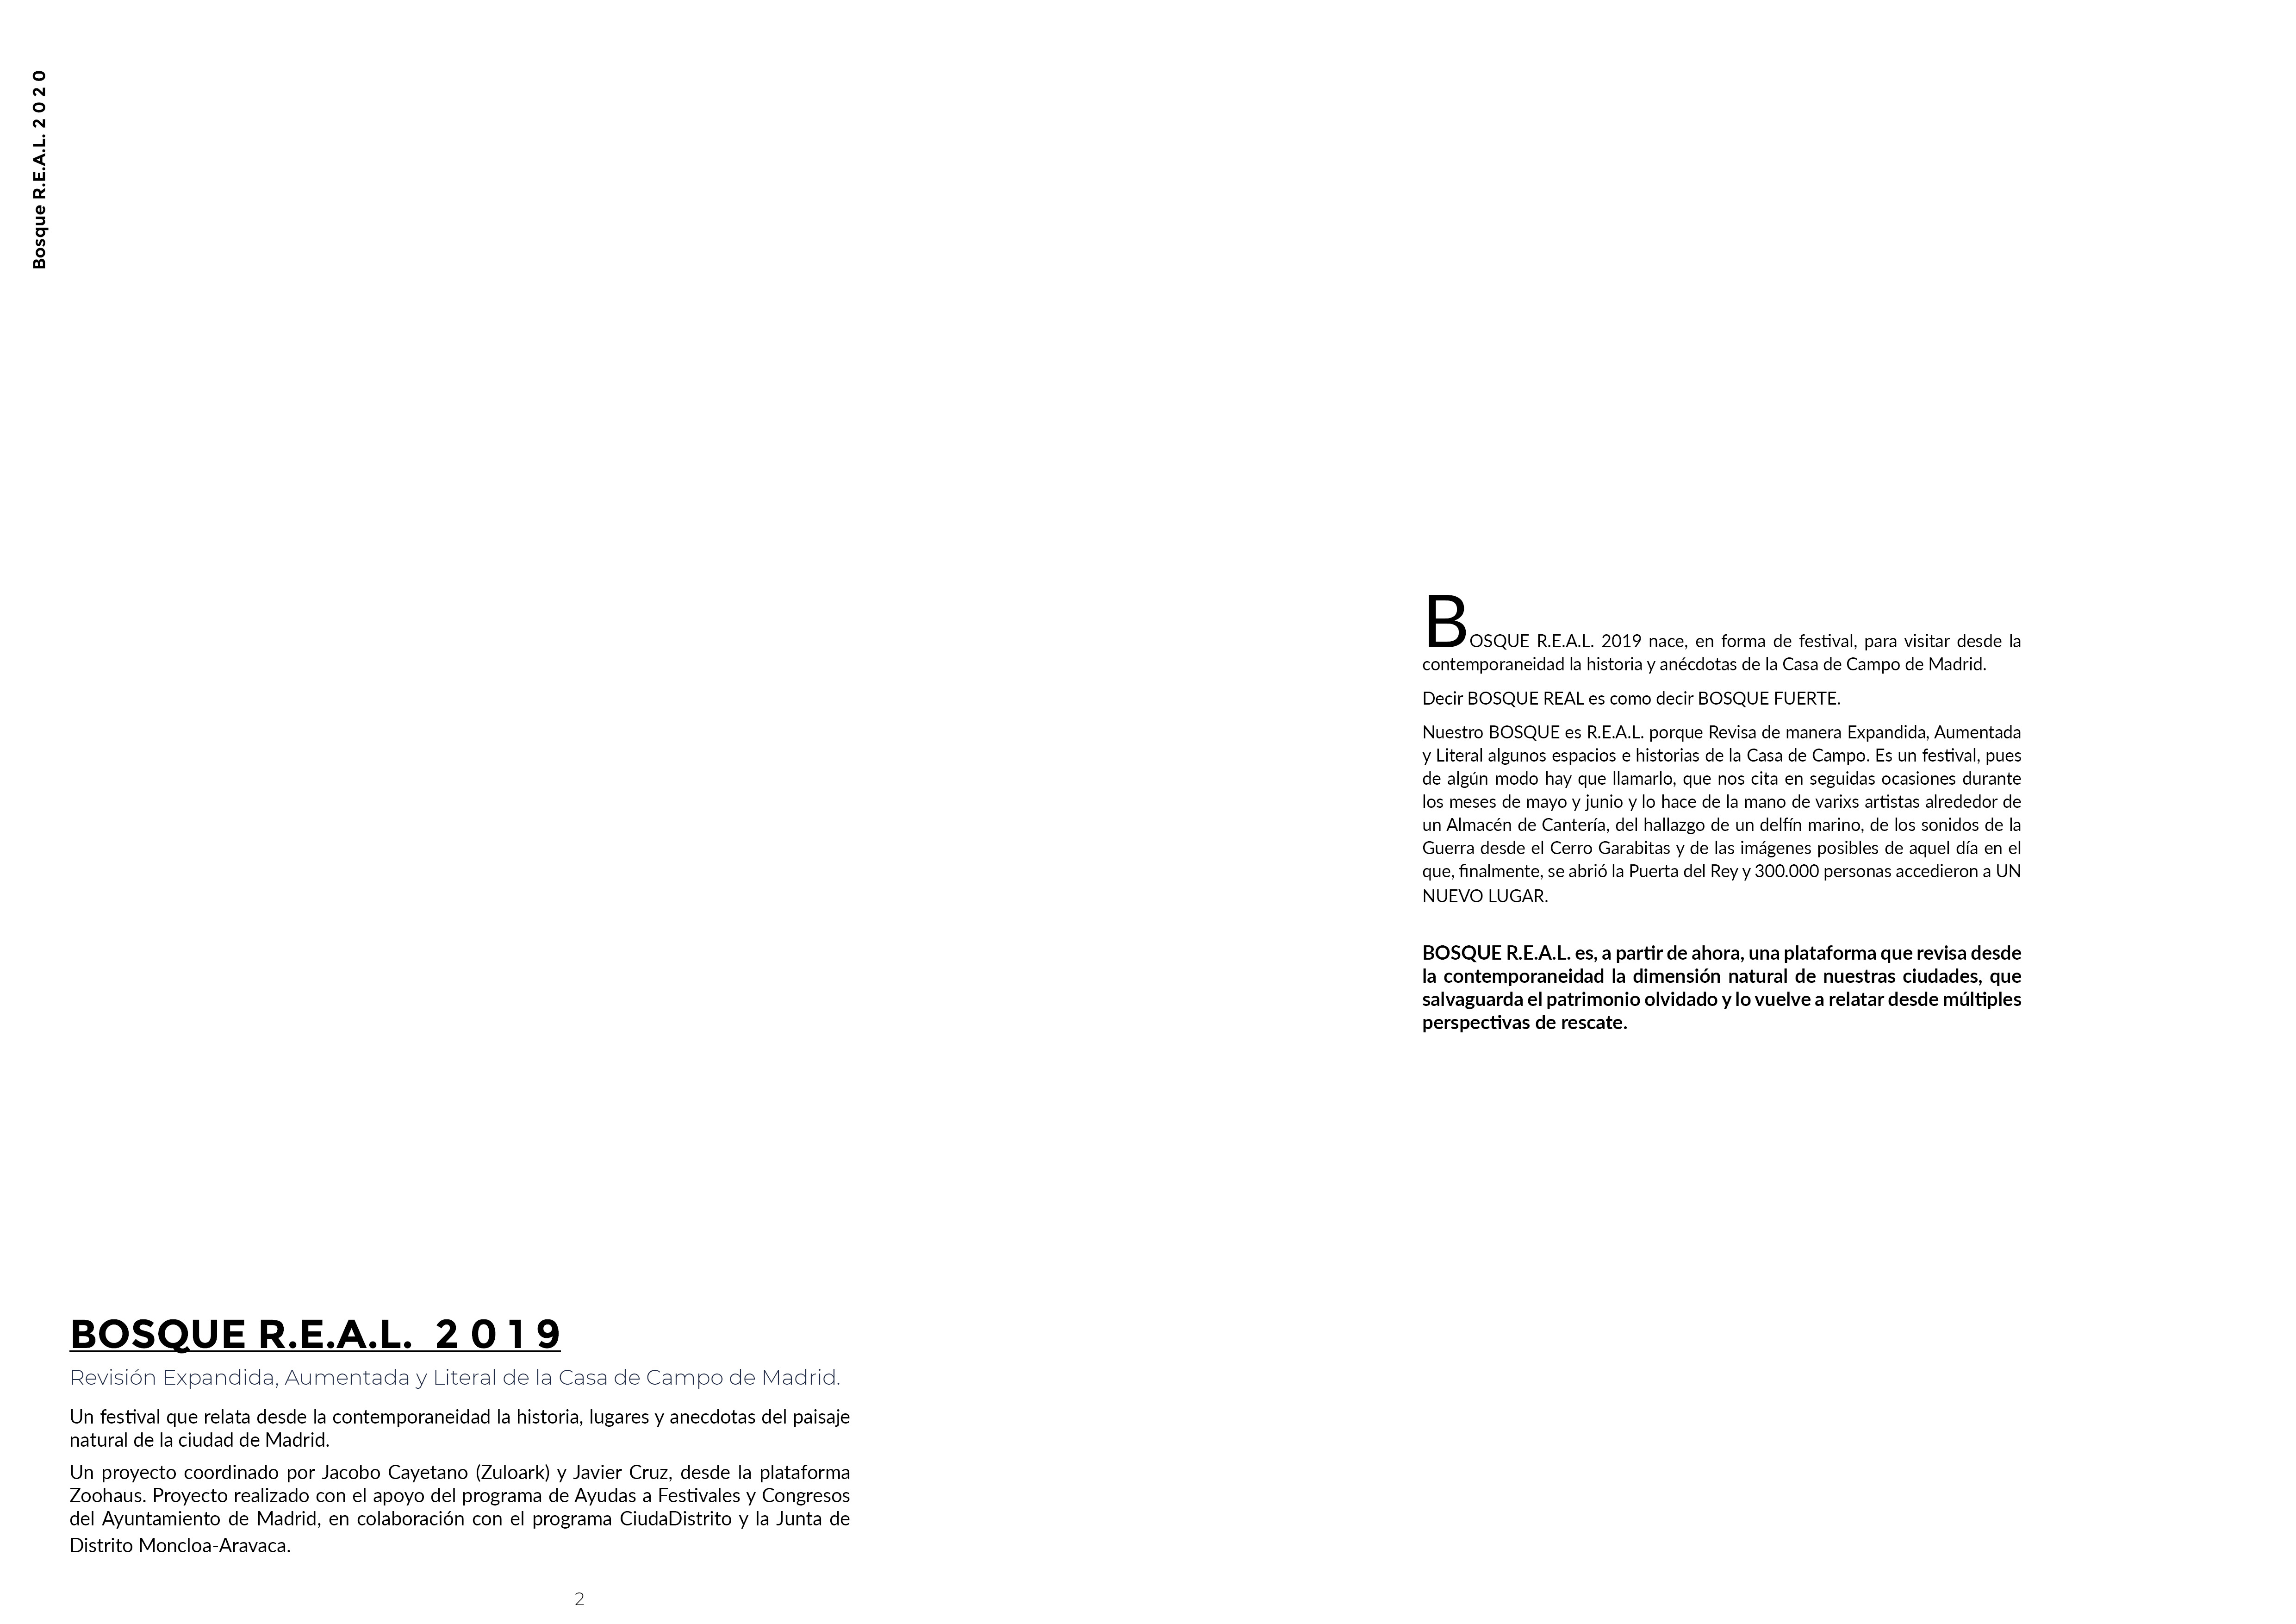 Bosque R.E.A.L. 2 0 2 0
BOSQUE R.E.A.L. 2 0 1 9
Revisión Expandida, Aumentada y Literal de la Casa de Campo de Madrid.
Un festival que relata desde la contemporaneidad la historia, lugares y anecdotas del paisaje
natural de la ciudad de Madrid.
Un proyecto coordinado por Jacobo Cayetano (Zuloark) y Javier Cruz, desde la plataforma
Zoohaus. Proyecto realizado con el apoyo del programa de Ayudas a Festivales y Congresos
del Ayuntamiento de Madrid, en colaboración con el programa CiudaDistrito y la Junta de
Distrito Moncloa-Aravaca.
2
BOSQUE R.E.A.L. 2019 nace, en forma de festival, para visitar desde la
contemporaneidad la historia y anécdotas de la Casa de Campo de Madrid.
Decir BOSQUE REAL es como decir BOSQUE FUERTE.
Nuestro BOSQUE es R.E.A.L. porque Revisa de manera Expandida, Aumentada
y Literal algunos espacios e historias de la Casa de Campo. Es un festival, pues
de algún modo hay que llamarlo, que nos cita en seguidas ocasiones durante
los meses de mayo y junio y lo hace de la mano de varixs artistas alrededor de
un Almacén de Cantería, del hallazgo de un delfín marino, de los sonidos de la
Guerra desde el Cerro Garabitas y de las imágenes posibles de aquel día en el
que, finalmente, se abrió la Puerta del Rey y 300.000 personas accedieron a UN
NUEVO LUGAR.
BOSQUE R.E.A.L. es, a partir de ahora, una plataforma que revisa desde
la contemporaneidad la dimensión natural de nuestras ciudades, que
salvaguarda el patrimonio olvidado y lo vuelve a relatar desde múltiples
perspectivas de rescate.